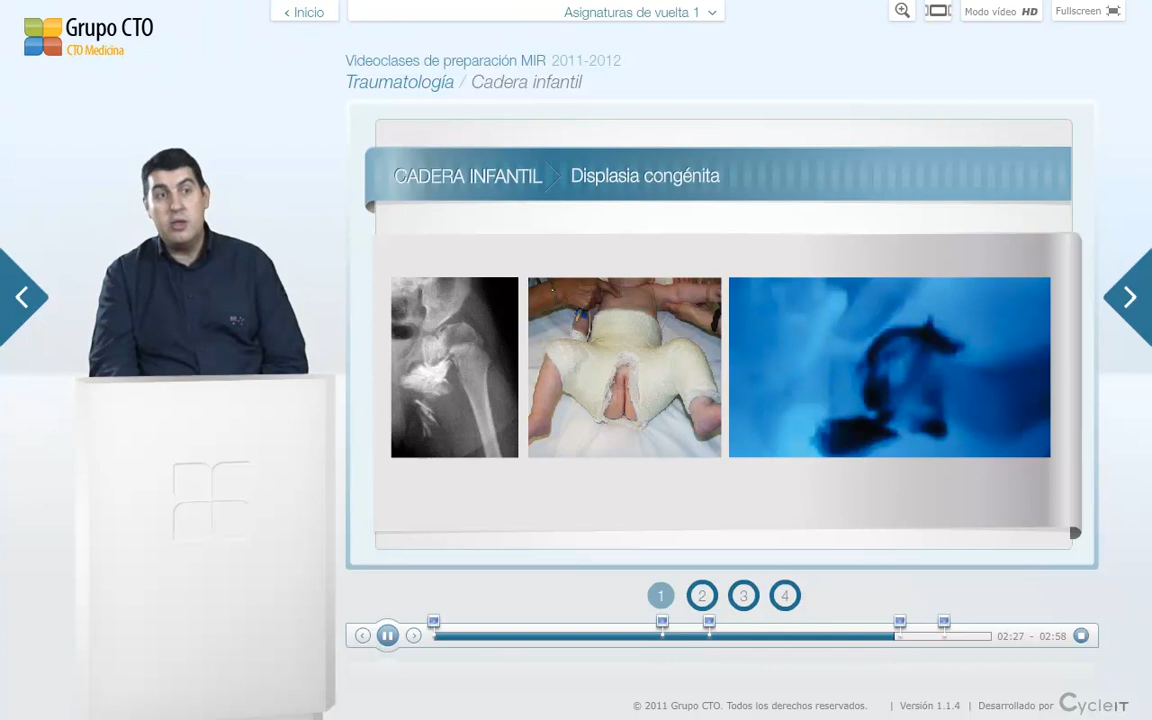 Grupo CTO
CTO Medicina
‹ Inicio
Asignaturas de vuelta 1
Modo vídeo HD
Fullscreen
Videoclases de preparación MIR 2011-2012
Traumatología / Cadera infantil
CADERA INFANTIL
Displasia congénita
1
2
3
4
02:27 - 02:58
© 2011 Grupo CTO. Todos los derechos reservados. | Versión 1.1.4 | Desarrollado por CycleIT